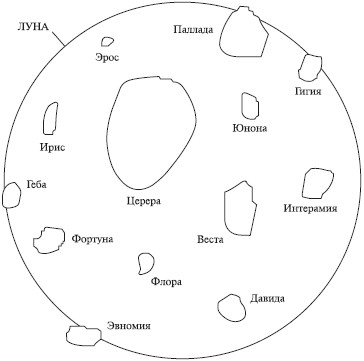 ЛУНА
Паллада
Эрос
Гигия
Юнона
Ирис
Геба
Церера
Интерамия
Фортуна
Веста
Флора
Давида
Эвномия